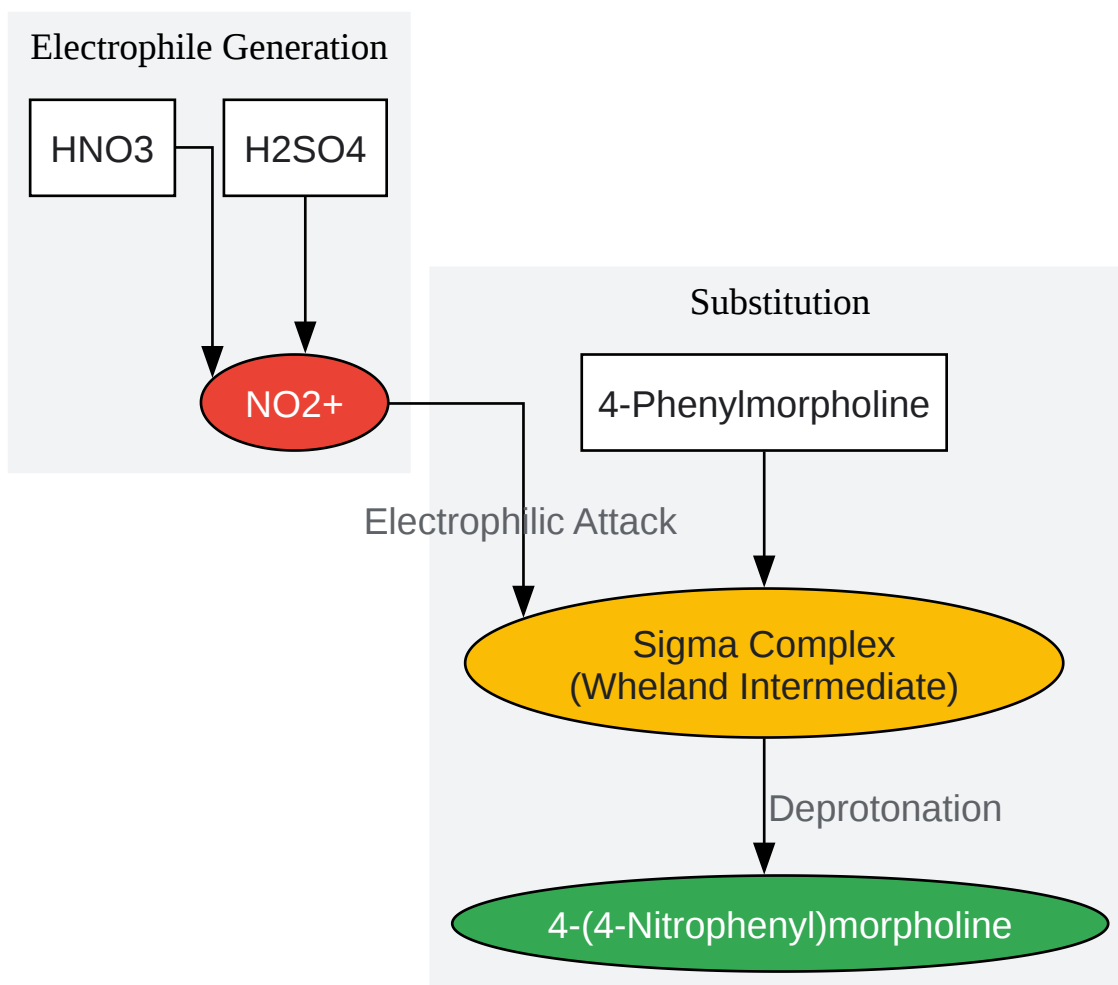 Electrophile Generation
HNO3
H2SO4
NO2+
Substitution
4-Phenylmorpholine
Electrophilic Attack
Sigma Complex
(Wheland Intermediate)
Deprotonation
4-(4-Nitrophenyl)morpholine